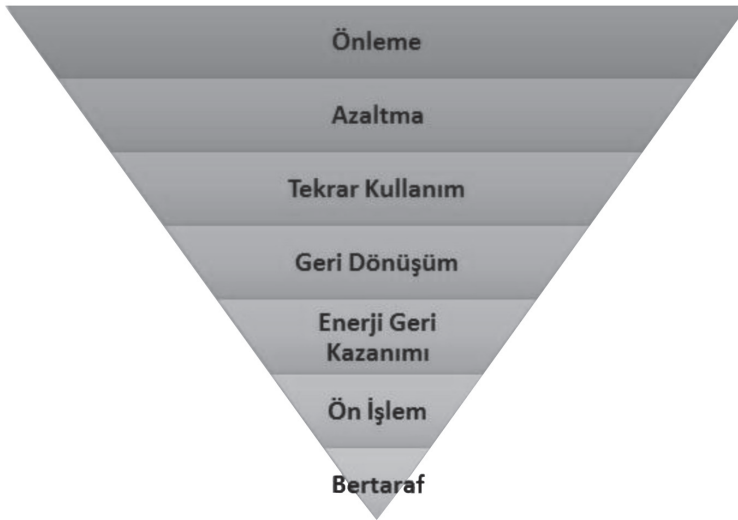 Önleme
Azaltma
Tekrar Kullanım
Geri Dönüşüm
Enerji Geri
Kazanımı
Ön İşlem
Bertaraf